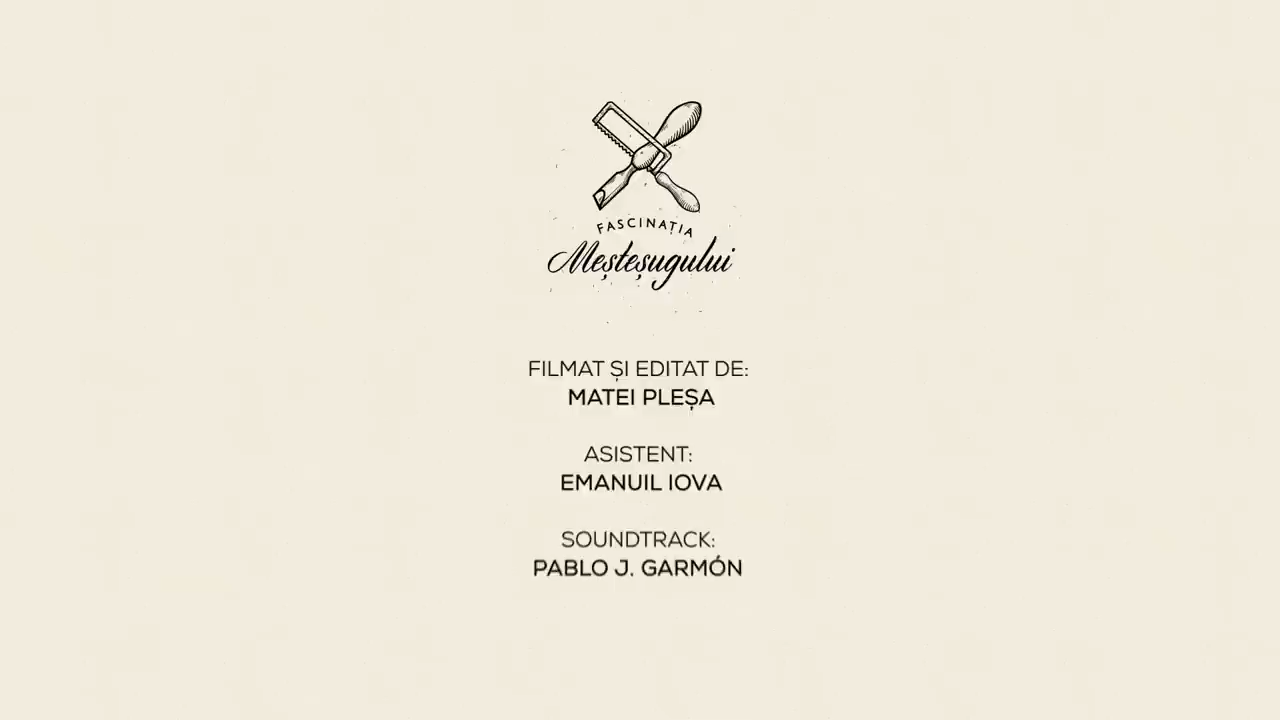 FASCINAȚIA
Meșteșugului
FILMAT ȘI EDITAT DE:
MATEI PLEȘA
ASISTENT:
EMANUIL IOVA
SOUNDTRACK:
PABLO J. GARMÓN